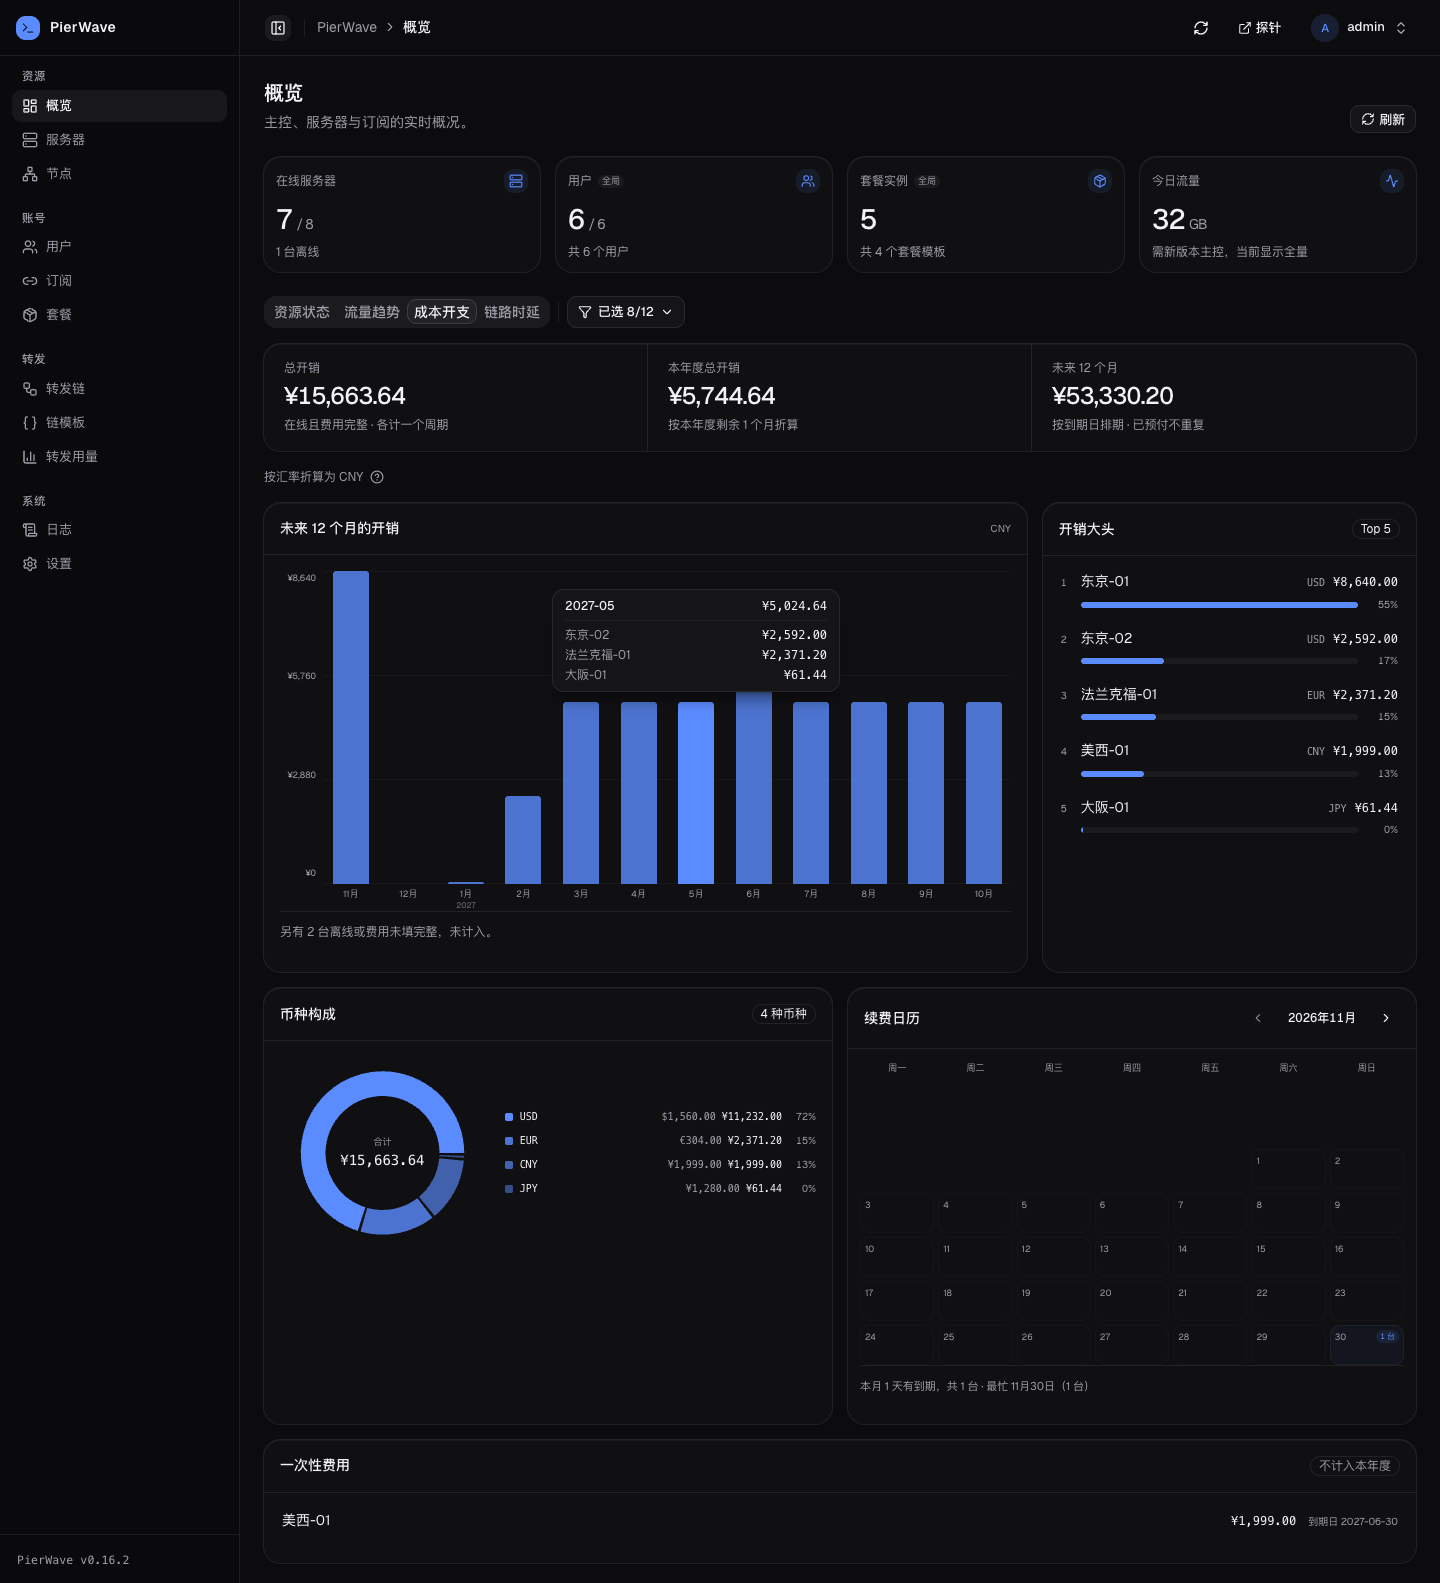 PierWave
资源
概览
服务器
节点
账号
用户
订阅
套餐
转发
转发链
链模板
转发用量
系统
日志
设置
PierWave v0.16.2
PierWave > 概览
探针
A admin
概览
主控、服务器与订阅的实时概况。
刷新
在线服务器
7 / 8
1 台离线
用户 全局
6 / 6
共 6 个用户
套餐实例 全局
5
共 4 个套餐模板
今日流量
32 GB
需新版本主控，当前显示全量
资源状态 流量趋势 成本开支 链路时延
已选 8/12
总开销
¥15,663.64
在线且费用完整 · 各计一个周期
本年度总开销
¥5,744.64
按本年度剩余 1 个月折算
未来 12 个月
¥53,330.20
按到期日排期 · 已预付不重复
按汇率折算为 CNY
未来 12 个月的开销 CNY
¥8,640
¥5,760
¥2,880
¥0
2027-05 ¥5,024.64
东京-02 ¥2,592.00
法兰克福-01 ¥2,371.20
大阪-01 ¥61.44
11月 12月 1月 2月 3月 4月 5月 6月 7月 8月 9月 10月
2027
另有 2 台离线或费用未填完整，未计入。
开销大头 Top 5
1 东京-01 USD ¥8,640.00
55%
2 东京-02 USD ¥2,592.00
17%
3 法兰克福-01 EUR ¥2,371.20
15%
4 美西-01 CNY ¥1,999.00
13%
5 大阪-01 JPY ¥61.44
0%
币种构成 4 种币种
合计
¥15,663.64
USD $1,560.00 ¥11,232.00 72%
EUR €304.00 ¥2,371.20 15%
CNY ¥1,999.00 ¥1,999.00 13%
JPY ¥1,280.00 ¥61.44 0%
续费日历 2026年11月
周一 周二 周三 周四 周五 周六 周日
1 2
3 4 5 6 7 8 9
10 11 12 13 14 15 16
17 18 19 20 21 22 23
24 25 26 27 28 29 30 1 台
本月 1 天有到期，共 1 台 · 最忙 11月30日（1 台）
一次性费用 不计入本年度
美西-01 ¥1,999.00 到期日 2027-06-30